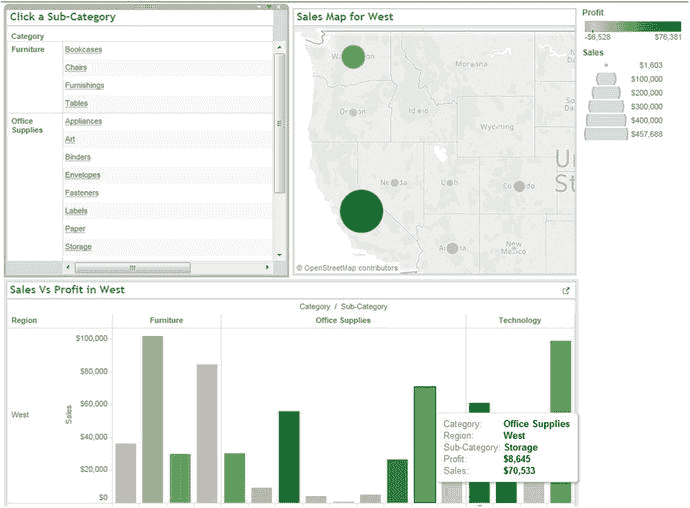 Click a Sub-Category
Category
Furniture
Bookcases
Chairs
Furnishings
Tables
Office
Supplies
Appliances
Art
Binders
Envelopes
Fasteners
Labels
Paper
Storage
Sales Map for West
Montana
Idaho
Wyoming
Nevada
Utah
New
Mexico
© OpenStreetMap contributors
Profit
-$6,528
$76,381
Sales
$1,603
$100,000
$200,000
$300,000
$400,000
$457,688
Sales Vs Profit in West
Category / Sub-Category
Region
Furniture
Office Supplies
Technology
West
Sales
$100,000
$80,000
$60,000
$40,000
$20,000
$0
Category: Office Supplies
Region: West
Sub-Category: Storage
Profit: $8,645
Sales: $70,533